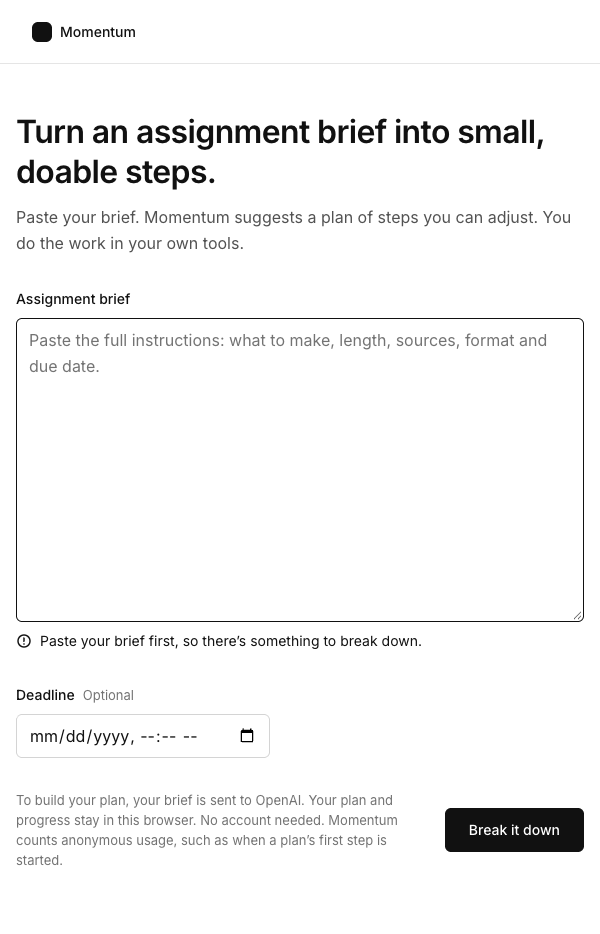 Momentum
Turn an assignment brief into small,
doable steps.
Paste your brief. Momentum suggests a plan of steps you can adjust. You
do the work in your own tools.
Assignment brief
Paste the full instructions: what to make, length, sources, format and
due date.
Paste your brief first, so there’s something to break down.
Deadline Optional
mm/dd/yyyy, --:-- --
To build your plan, your brief is sent to OpenAI. Your plan and
progress stay in this browser. No account needed. Momentum
counts anonymous usage, such as when a plan’s first step is
started.
Break it down